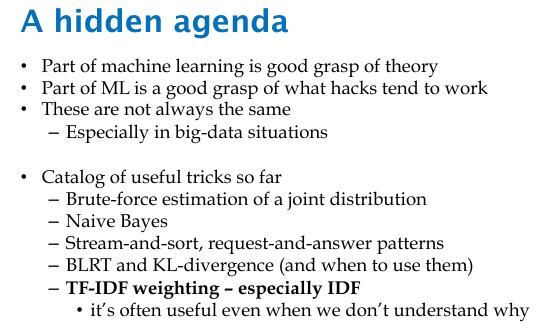 A hidden agenda
• Part of machine learning is good grasp of theory
• Part of ML is a good grasp of what hacks tend to work
• These are not always the same
– Especially in big-data situations
• Catalog of useful tricks so far
– Brute-force estimation of a joint distribution
– Naive Bayes
– Stream-and-sort, request-and-answer patterns
– BLRT and KL-divergence (and when to use them)
– TF-IDF weighting – especially IDF
• it's often useful even when we don't understand why